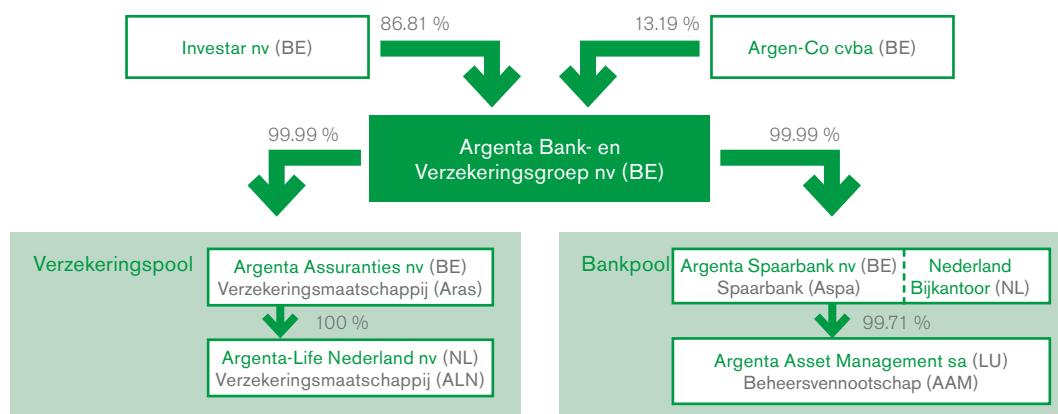 86.81 %
13.19 %
Investar nv (BE)
Argen-Co cvba (BE)
99.99 %
Argenta Bank- en
Verzekeringsgroep nv (BE)
99.99 %
Verzekeringspool
Argenta Assuranties nv (BE)
Verzekeringsmaatschappij (Aras)
100 %
Argenta-Life Nederland nv (NL)
Verzekeringsmaatschappij (ALN)
Bankpool
Argenta Spaarbank nv (BE)
Spaarbank (Aspa)
Nederland
Bijkantoor (NL)
99.71 %
Argenta Asset Management sa (LU)
Beheersvennootschap (AAM)